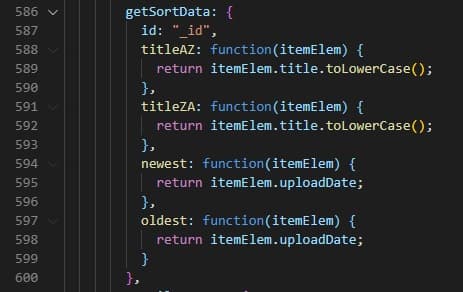 586 getSortData: {
587 id: "_id",
588 titleAZ: function(itemElem) {
589 return itemElem.title.toLowerCase();
590 },
591 titleZA: function(itemElem) {
592 return itemElem.title.toLowerCase();
593 },
594 newest: function(itemElem) {
595 return itemElem.uploadDate;
596 },
597 oldest: function(itemElem) {
598 return itemElem.uploadDate;
599 }
600 },